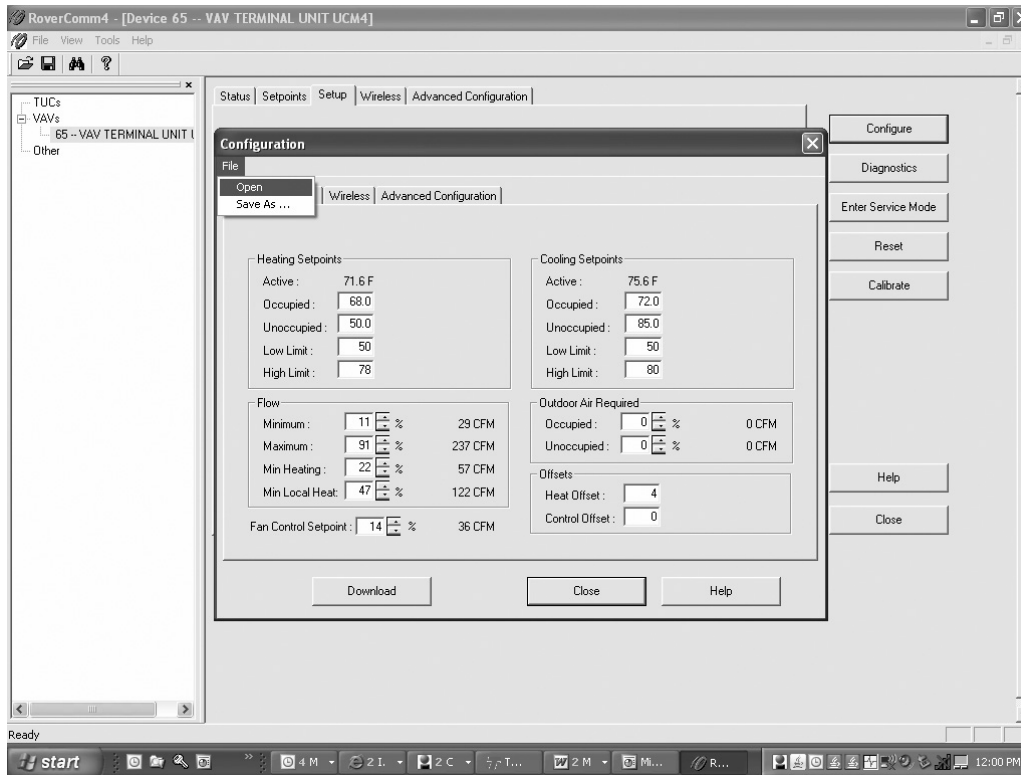 RoverComm4 - [Device 65 -- VAV TERMINAL UNIT UCM4]
File View Tools Help
TUCs
VAVs
65 -- VAV TERMINAL UNIT U
Other
Status Setpoints Setup Wireless Advanced Configuration
Configure
Diagnostics
Enter Service Mode
Reset
Calibrate
Help
Close
Configuration
File
Open
Save As ...
Wireless Advanced Configuration
Heating Setpoints
Active : 71.6 F
Occupied : 68.0
Unoccupied : 50.0
Low Limit : 50
High Limit : 78
Cooling Setpoints
Active : 75.6 F
Occupied : 72.0
Unoccupied : 85.0
Low Limit : 50
High Limit : 80
Flow
Minimum : 11 % 29 CFM
Maximum : 91 % 237 CFM
Min Heating : 22 % 57 CFM
Min Local Heat: 47 % 122 CFM
Fan Control Setpoint : 14 % 36 CFM
Outdoor Air Required
Occupied : 0 % 0 CFM
Unoccupied : 0 % 0 CFM
Offsets
Heat Offset : 4
Control Offset : 0
Download Close Help
Ready
start 4 M 2 I. 2 C T... 2 M Mi... R... 12:00 PM